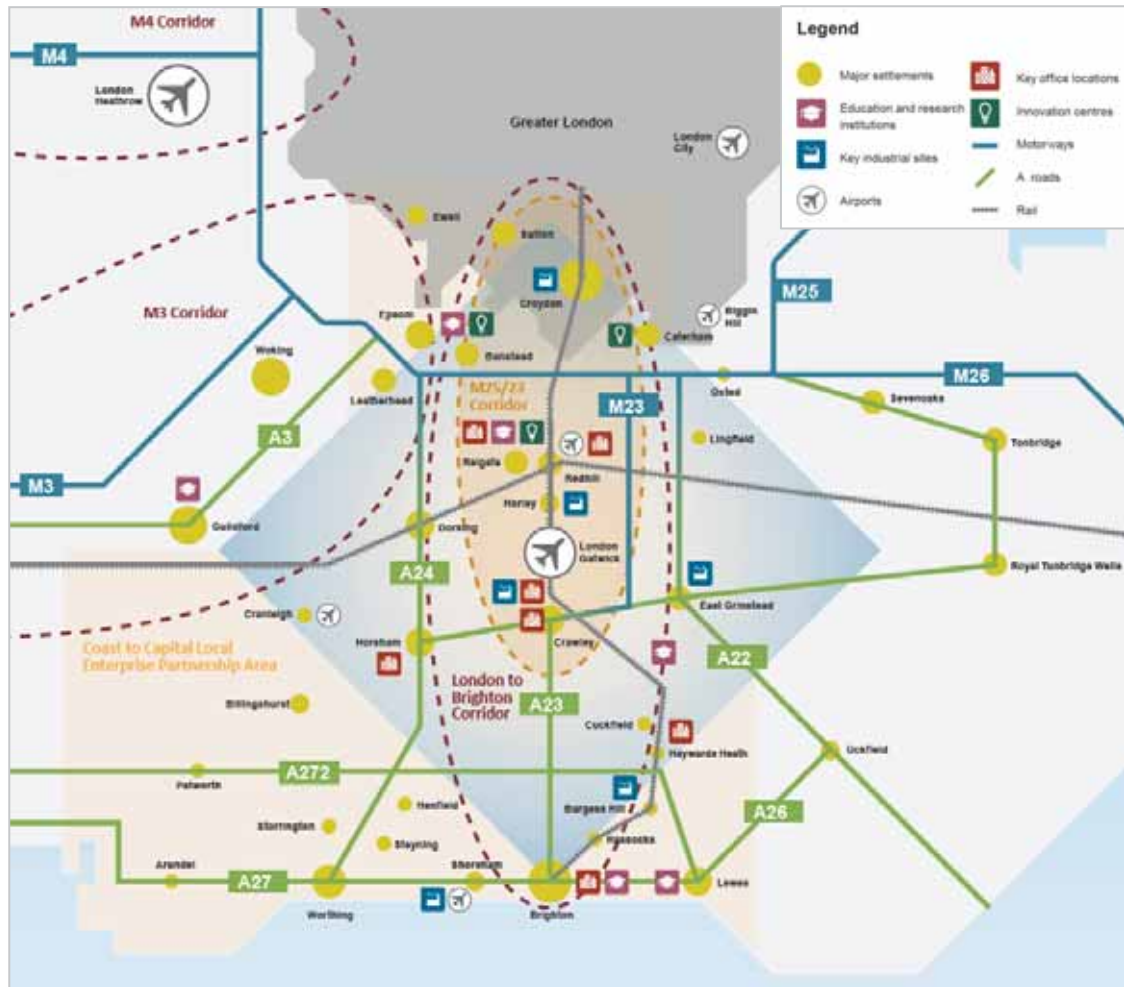 M4 Corridor
M4
London
Heathrow
Greater London
London
City
Legend
Major settlements
Education and research
institutions
Key industrial sites
Airports
Key office locations
Innovation centres
Motorways
A roads
Rail
Ewell
Sutton
Croydon
M25
Biggin
Hill
M3 Corridor
Epsom
Banstead
Caterham
Woking
Leatherhead
M25/23
Corridor
M23
Oxted
M26
Sevenoaks
A3
Lingfield
Tonbridge
M3
Reigate
Redhill
Guildford
Dorking
Horley
London
Gatwick
A24
Royal Tunbridge Wells
Cranleigh
East Grinstead
Horsham
Crawley
Coast to Capital Local
Enterprise Partnership Area
London to
Brighton
Corridor
A22
A23
Billingshurst
Cuckfield
Haywards Heath
Uckfield
A272
Petworth
Henfield
Burgess Hill
A26
Storrington
Steyning
Hassocks
Arundel
Shoreham
A27
Worthing
Brighton
Lewes